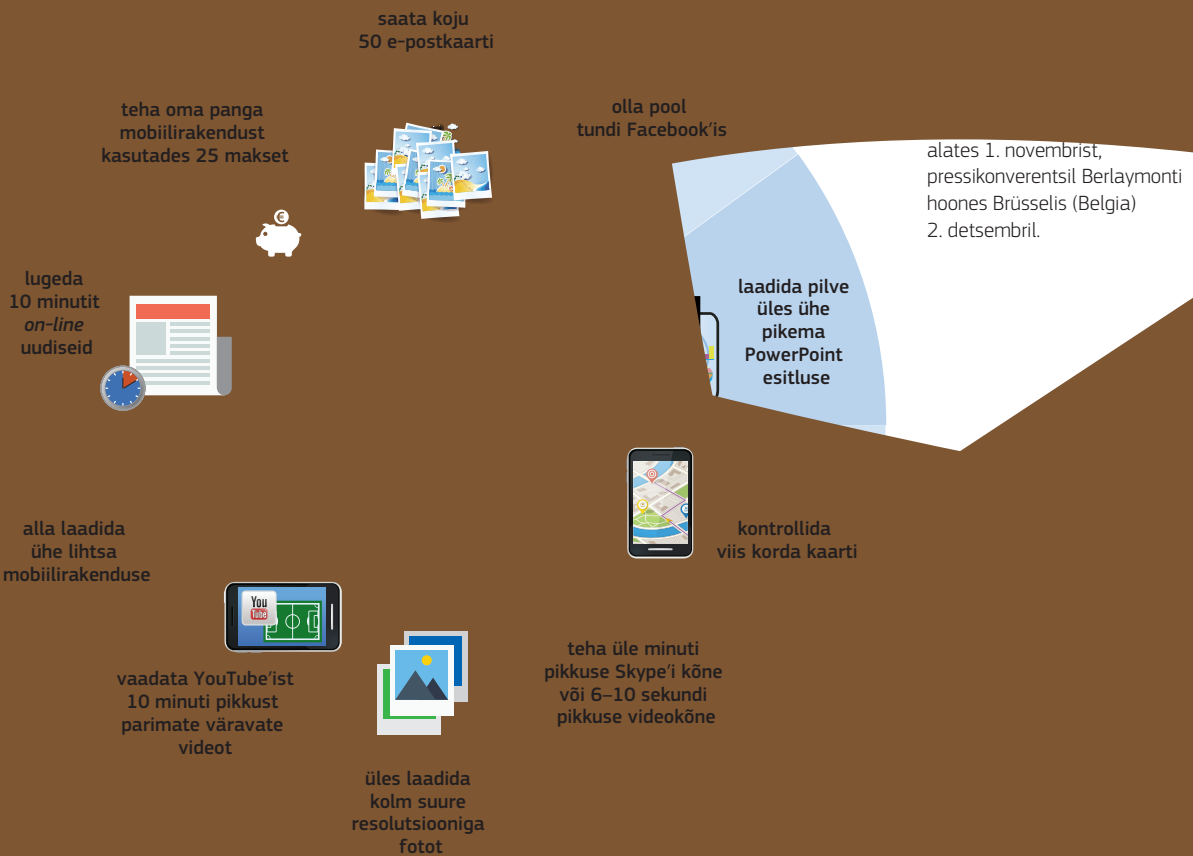 saata koju
50 e-postkaarti
teha oma panga
mobiilirakendust
kasutades 25 makset
olla pool
tundi Facebook’is
alates 1. novembrist,
pressikonverentsil Berlaymonti
hoones Brüsselis (Belgia)
2. detsembril.
lugeda
10 minutit
on-line
uudiseid
laadida pilve
üles ühe
pikema
PowerPoint
esitluse
alla laadida
ühe lihtsa
mobiilirakenduse
kontrollida
viis korda kaarti
You
Tube
vaadata YouTube’ist
10 minuti pikkust
parimate väravate
videot
teha üle minuti
pikkuse Skype’i kõne
või 6–10 sekundi
pikkuse videokõne
üles laadida
kolm suure
resolutsiooniga
fotot